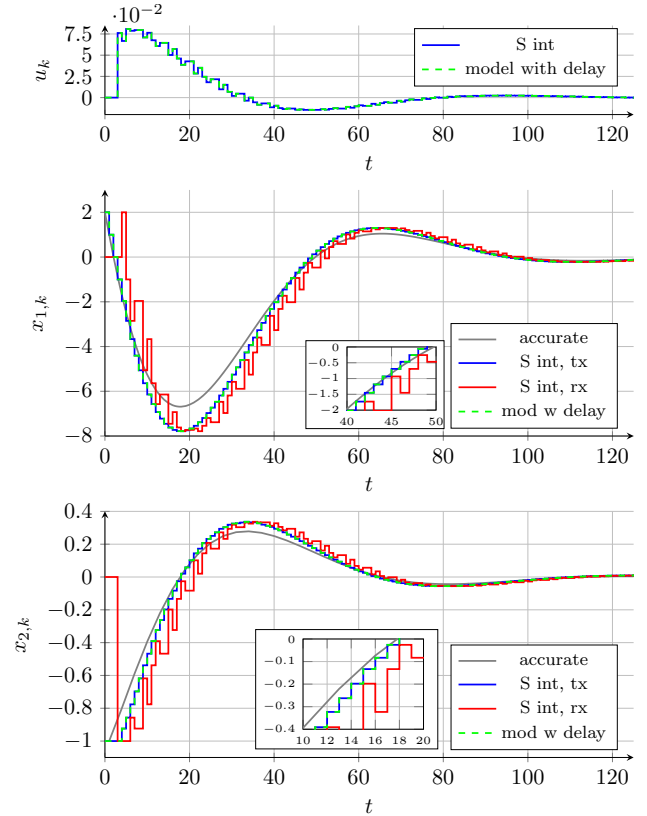 ·10⁻²
7.5
5
2.5
0
u_k
0 20 40 60 80 100 120
t
S int
model with delay
2
0
−2
−4
−6
−8
x_{1,k}
0 20 40 60 80 100 120
t
0
−0.5
−1
−1.5
−2
40 45 50
accurate
S int, tx
S int, rx
mod w delay
0.4
0.2
0
−0.2
−0.4
−0.6
−0.8
−1
x_{2,k}
0 20 40 60 80 100 120
t
0
−0.1
−0.2
−0.3
−0.4
10 12 14 16 18 20
accurate
S int, tx
S int, rx
mod w delay